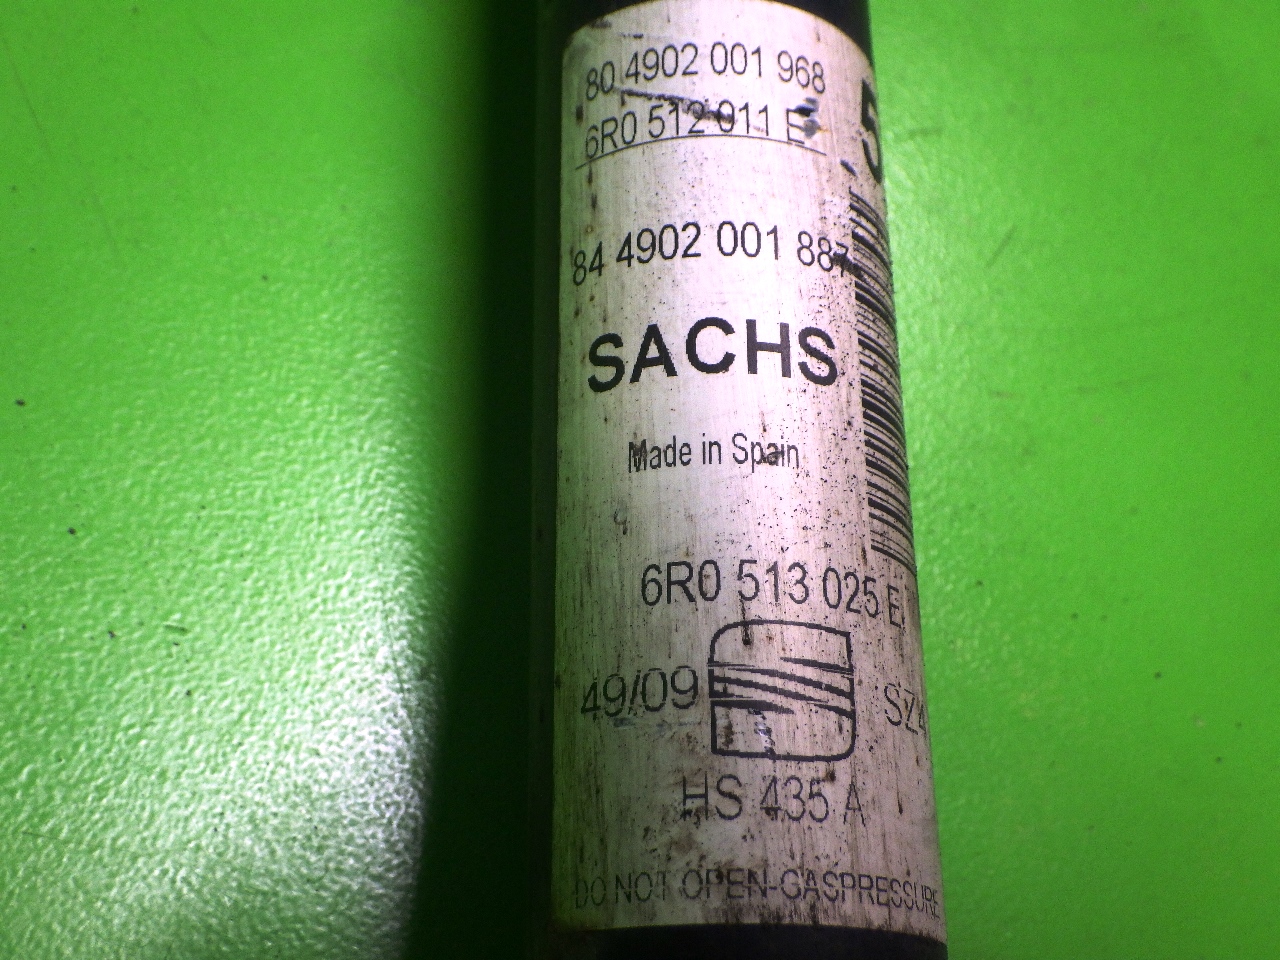 80 4902 001 968
6R0 512 011 E
5
84 4902 001 887
SACHS
Made in Spain
6R0 513 025 E
49/09
HS 435 A
DO NOT OPEN-GASPRESSURE